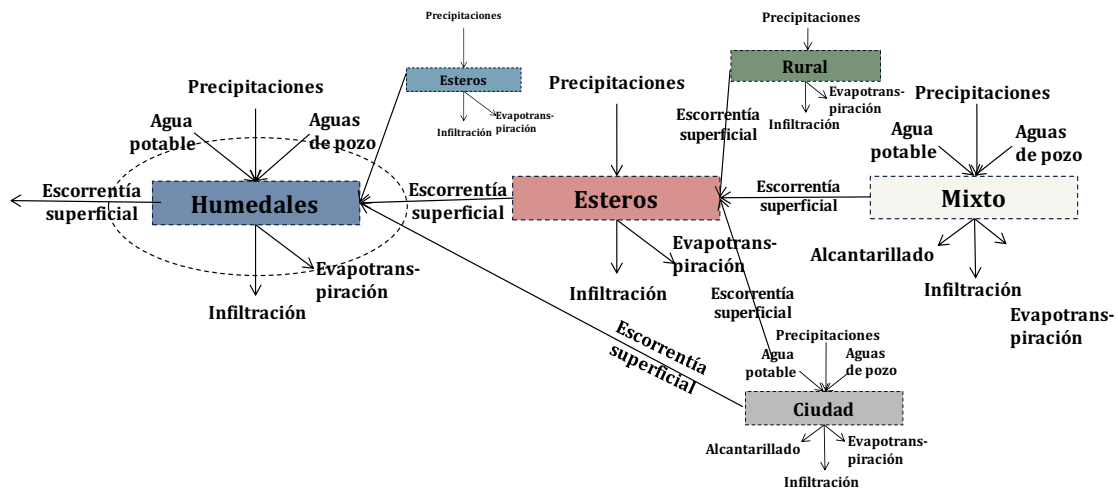 Precipitaciones
Esteros
Infiltración
Evapotrans-
piración
Precipitaciones
Rural
Evapotrans-
piración
Infiltración
Precipitaciones
Agua
potable
Aguas
de pozo
Escorrentía
superficial
Humedales
Evapotrans-
piración
Infiltración
Escorrentía
superficial
Precipitaciones
Esteros
Evapotrans-
piración
Infiltración
Escorrentía
superficial
Escorrentía
superficial
Precipitaciones
Agua
potable
Aguas
de pozo
Mixto
Alcantarillado
Infiltración
Evapotrans-
piración
Escorrentía
superficial
Escorrentía
superficial
Precipitaciones
Agua
potable
Aguas
de pozo
Ciudad
Alcantarillado
Evapotrans-
piración
Infiltración